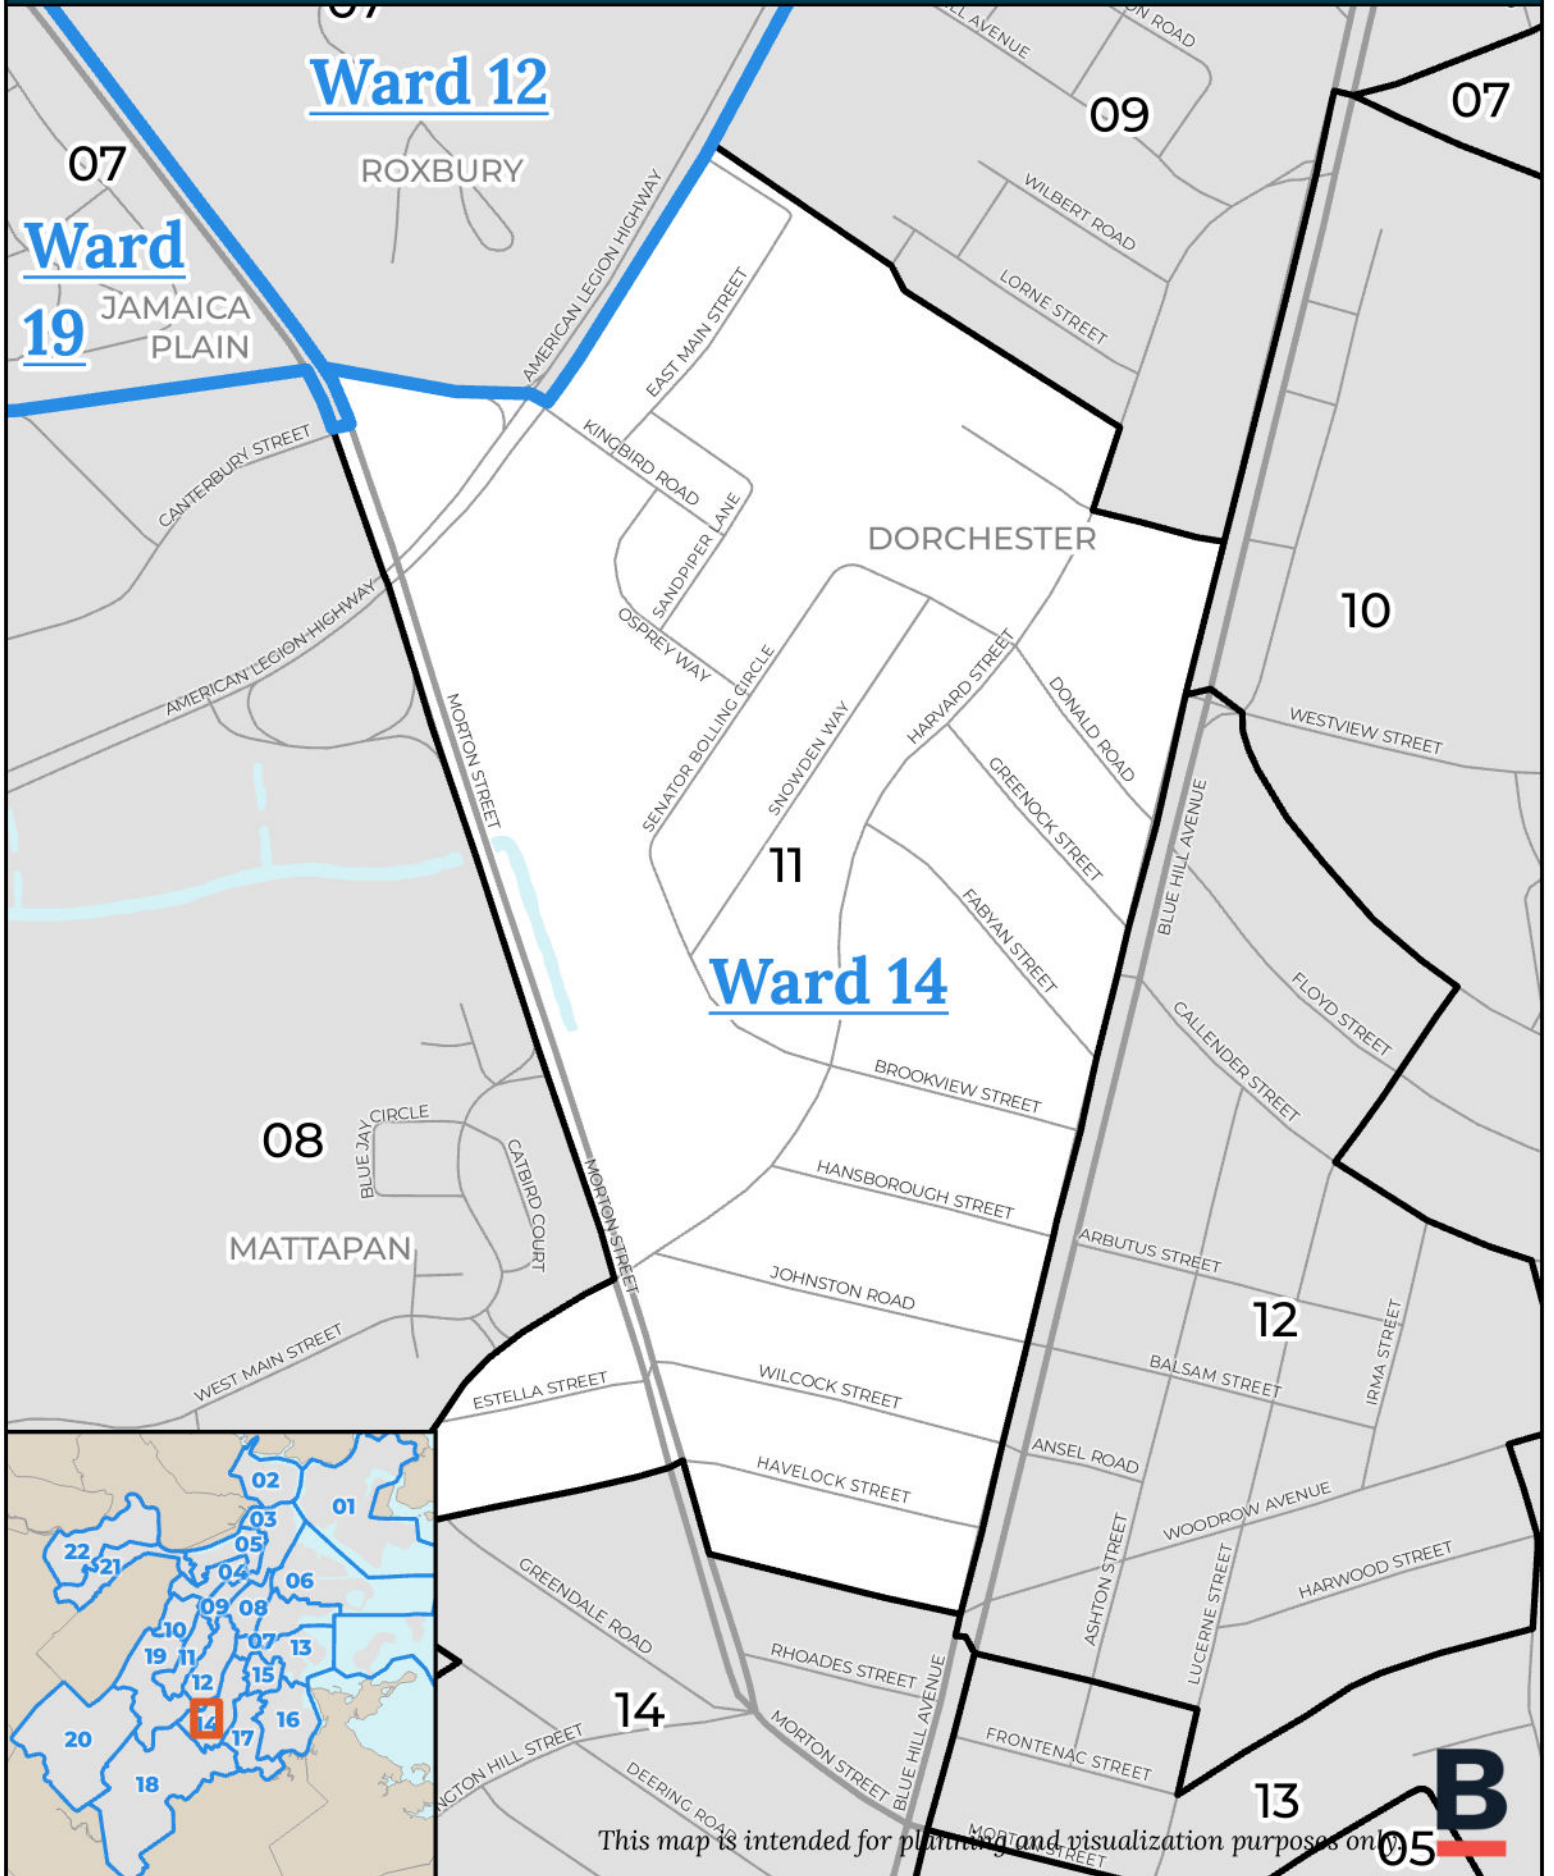 07
Ward 12
ROXBURY
07
Ward
19
JAMAICA
PLAIN
09
07
WILBERT ROAD
LORNE STREET
AMERICAN LEGION HIGHWAY
EAST MAIN STREET
KINGBIRD ROAD
SANDPIPER LANE
OSPREY WAY
CANTERBURY STREET
AMERICAN LEGION HIGHWAY
DORCHESTER
10
SENATOR BOLLING CIRCLE
SNOWDEN WAY
HARVARD STREET
DONALD ROAD
GREENOCK STREET
FABYAN STREET
WESTVIEW STREET
MORTON STREET
BLUE HILL AVENUE
11
Ward 14
FLOYD STREET
CALLENDER STREET
BROOKVIEW STREET
08
BLUE JAY
CIRCLE
CATBIRD COURT
MORTON STREET
HANSBOROUGH STREET
ARBUTUS STREET
MATTAPAN
JOHNSTON ROAD
12
IRMA STREET
WEST MAIN STREET
ESTELLA STREET
WILCOCK STREET
BALSAM STREET
ANSEL ROAD
HAVELOCK STREET
WOODROW AVENUE
ASHTON STREET
LUCERNE STREET
HARWOOD STREET
GREENDALE ROAD
RHOADES STREET
BLUE HILL AVENUE
14
MORTON STREET
FRONTENAC STREET
NGTON HILL STREET
DEERING ROAD
13
MORTON STREET
05
B
This map is intended for planning and visualization purposes only.
02
01
03
05
22
21
04
06
09
08
10
07
13
19
11
15
12
14
16
17
20
18